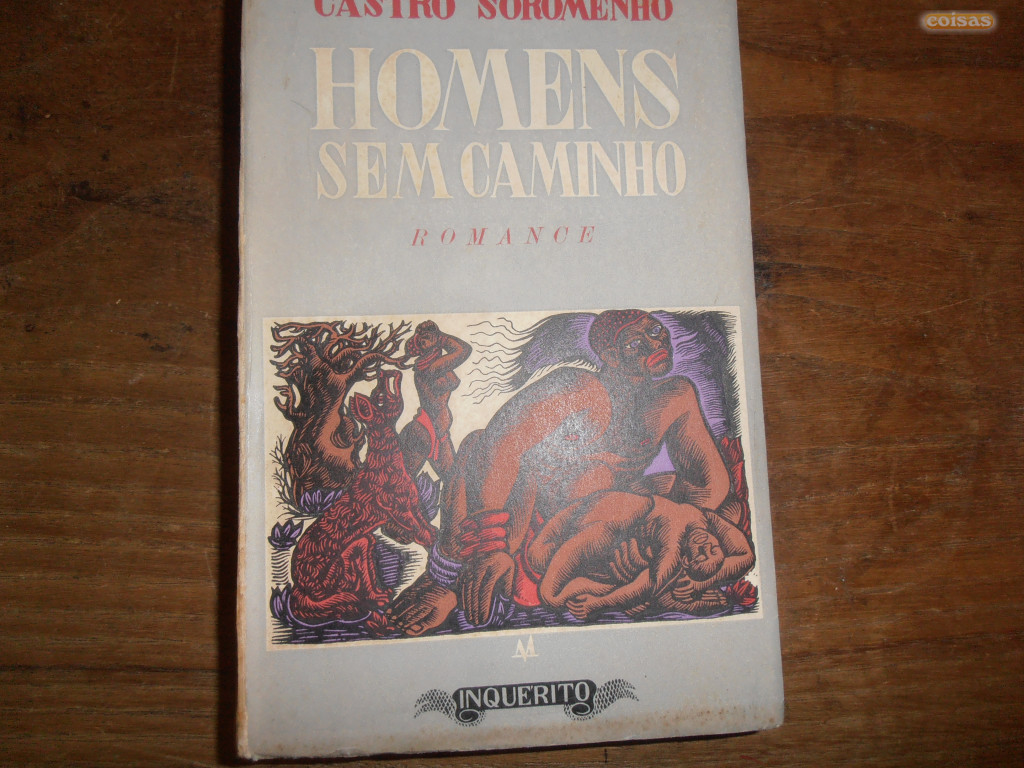 coisas
CASTRO SOROMENHO
HOMENS
SEM CAMINHO
ROMANCE
M
INQUERITO